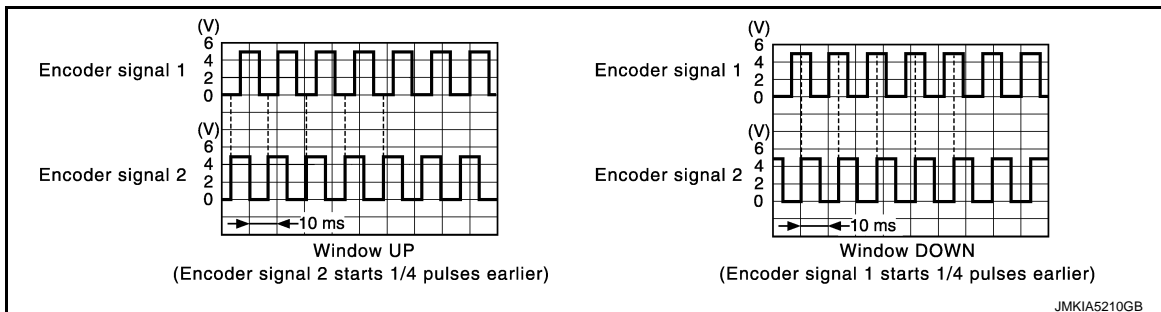 (V)
6
4
2
0
Encoder signal 1
(V)
6
4
2
0
Encoder signal 2
10 ms
Window UP
(Encoder signal 2 starts 1/4 pulses earlier)
(V)
6
4
2
0
Encoder signal 1
(V)
6
4
2
0
Encoder signal 2
10 ms
Window DOWN
(Encoder signal 1 starts 1/4 pulses earlier)
JMKIA5210GB